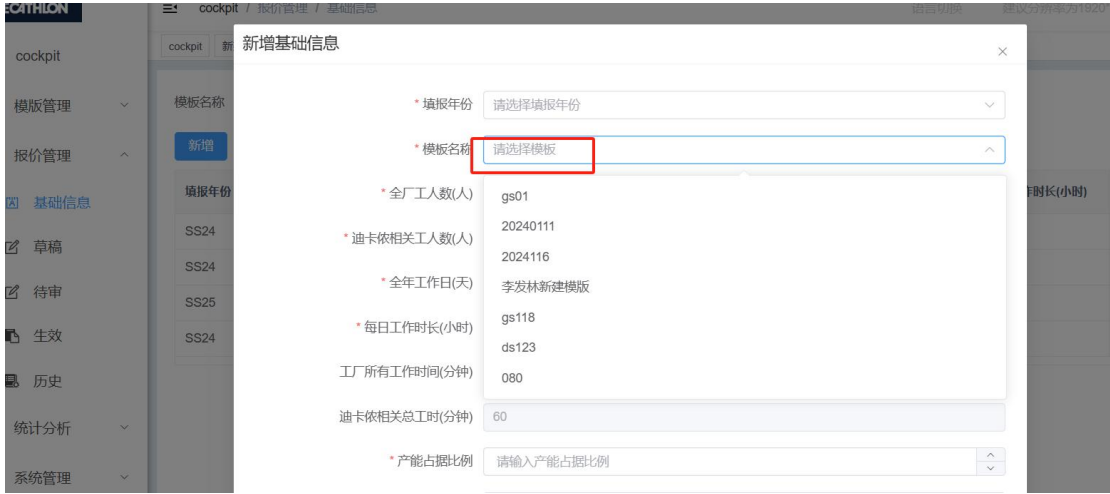 ECATHLON
cockpit / 报价管理 / 基础信息
语言切换
建议分辨率为1920
cockpit
cockpit
新增基础信息
模版管理
模板名称
* 填报年份
请选择填报年份
报价管理
新增
* 模板名称
请选择模板
填报年份
* 全厂工人数(人)
gs01
作时长(小时)
基础信息
SS24
* 迪卡侬相关工人数(人)
20240111
草稿
SS24
2024116
* 全年工作日(天)
李发林新建模版
待审
SS25
* 每日工作时长(小时)
gs118
生效
SS24
ds123
工厂所有工作时间(分钟)
080
历史
迪卡侬相关总工时(分钟)
60
统计分析
* 产能占据比例
请输入产能占据比例
系统管理